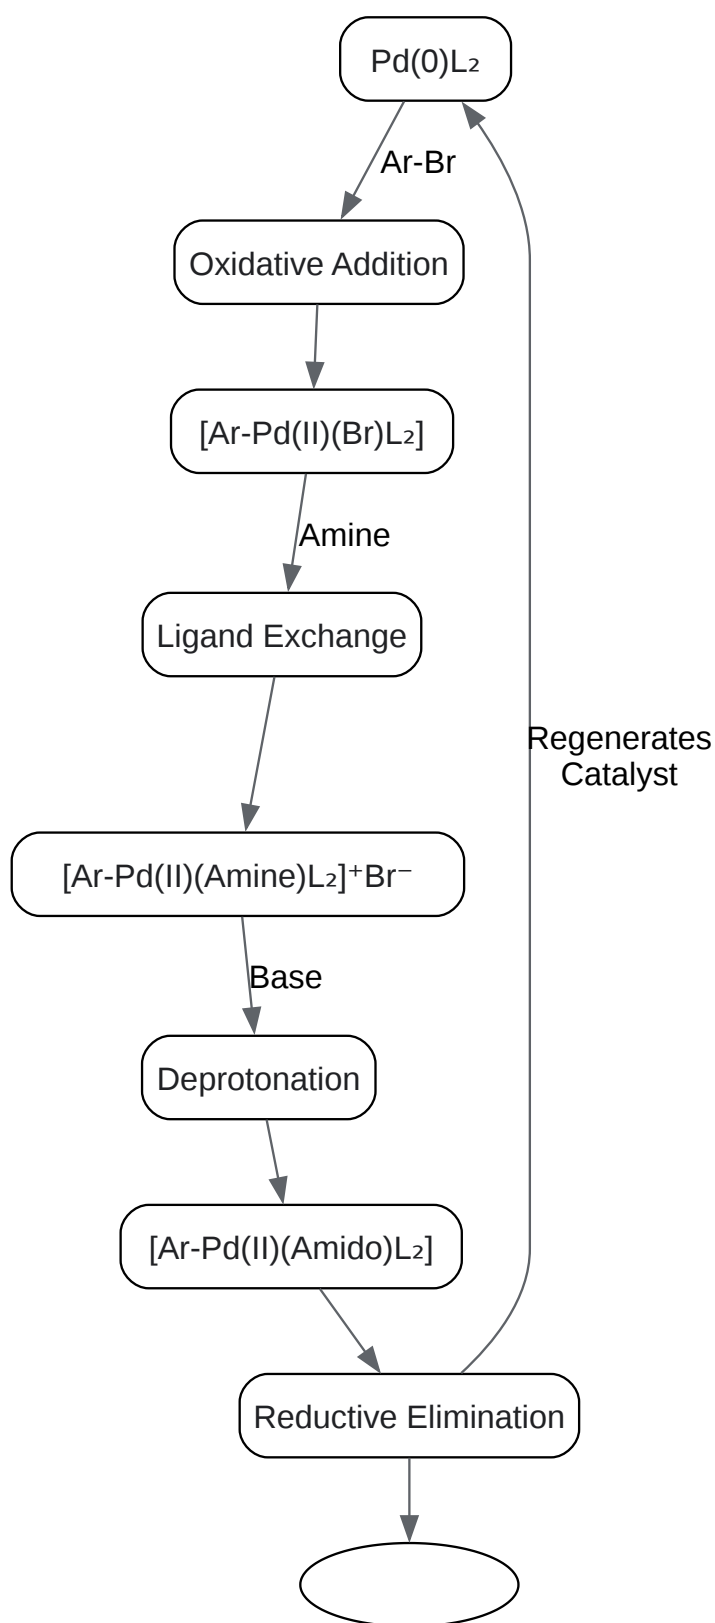 Pd(0)L₂
Ar-Br
Oxidative Addition
[Ar-Pd(II)(Br)L₂]
Amine
Ligand Exchange
Regenerates
Catalyst
[Ar-Pd(II)(Amine)L₂]⁺Br⁻
Base
Deprotonation
[Ar-Pd(II)(Amido)L₂]
Reductive Elimination